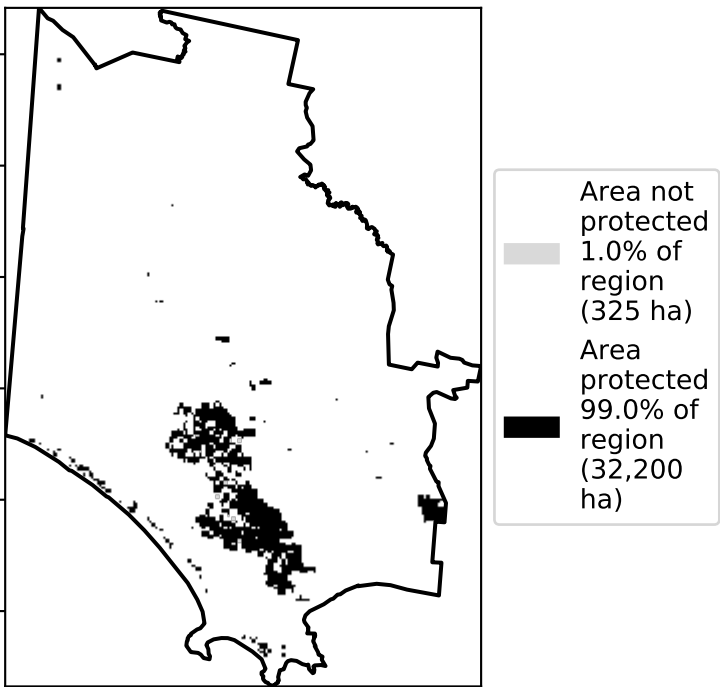 Area not
protected
1.0% of
region
(325 ha)
Area
protected
99.0% of
region
(32,200
ha)